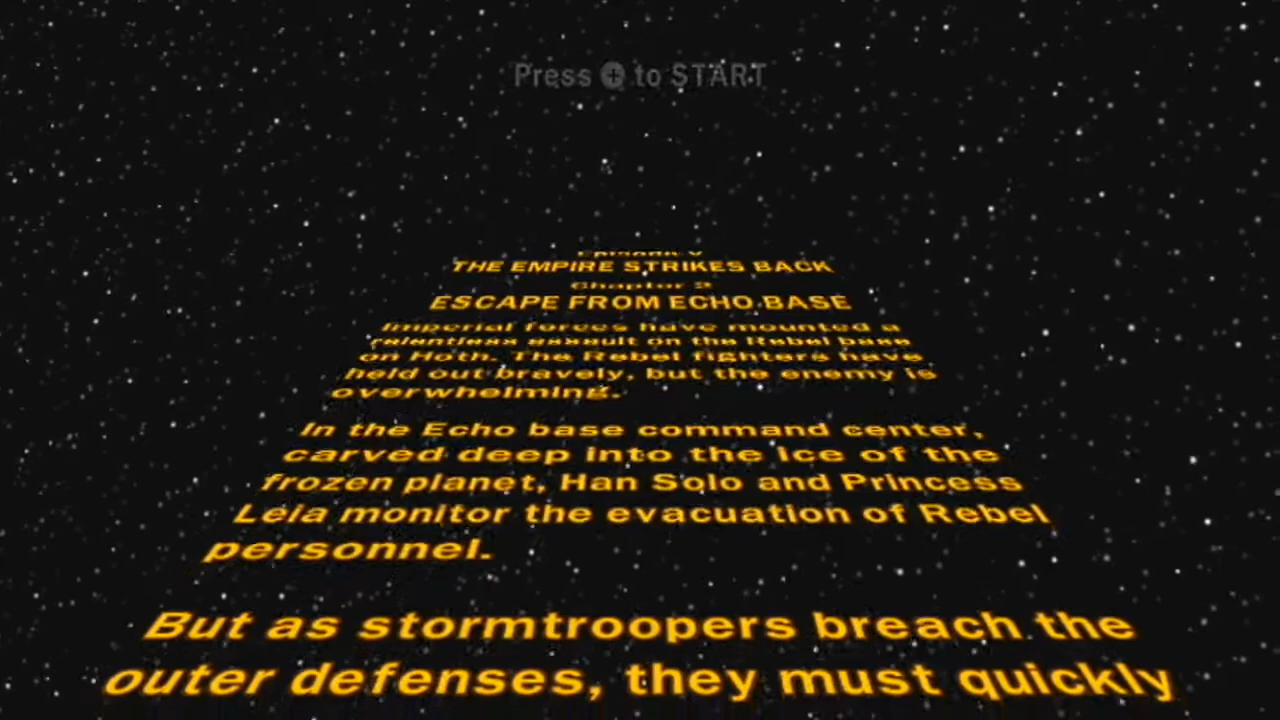 Press + to START
Episode V
THE EMPIRE STRIKES BACK
Chapter 2
ESCAPE FROM ECHO BASE
Imperial forces have mounted a
relentless assault on the Rebel base
on Hoth. The Rebel fighters have
held out bravely, but the enemy is
overwhelming.
In the Echo base command center,
carved deep into the ice of the
frozen planet, Han Solo and Princess
Leia monitor the evacuation of Rebel
personnel.
But as stormtroopers breach the
outer defenses, they must quickly